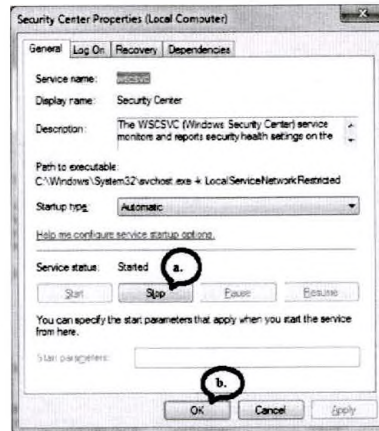 Security Center Properties (Local Computer)
General Log On Recovery Dependencies
Service name: wscsvc
Display name: Security Center
Description: The WSCSVC (Windows Security Center) service
monitors and reports security health settings on the
Path to executable:
C:\Windows\System32\svchost.exe -k LocalServiceNetworkRestricted
Startup type: Automatic
Help me configure service startup options.
Service status: Started a.
Start Stop Pause Resume
You can specify the start parameters that apply when you start the service
from here.
Start parameters:
b.
OK Cancel Apply